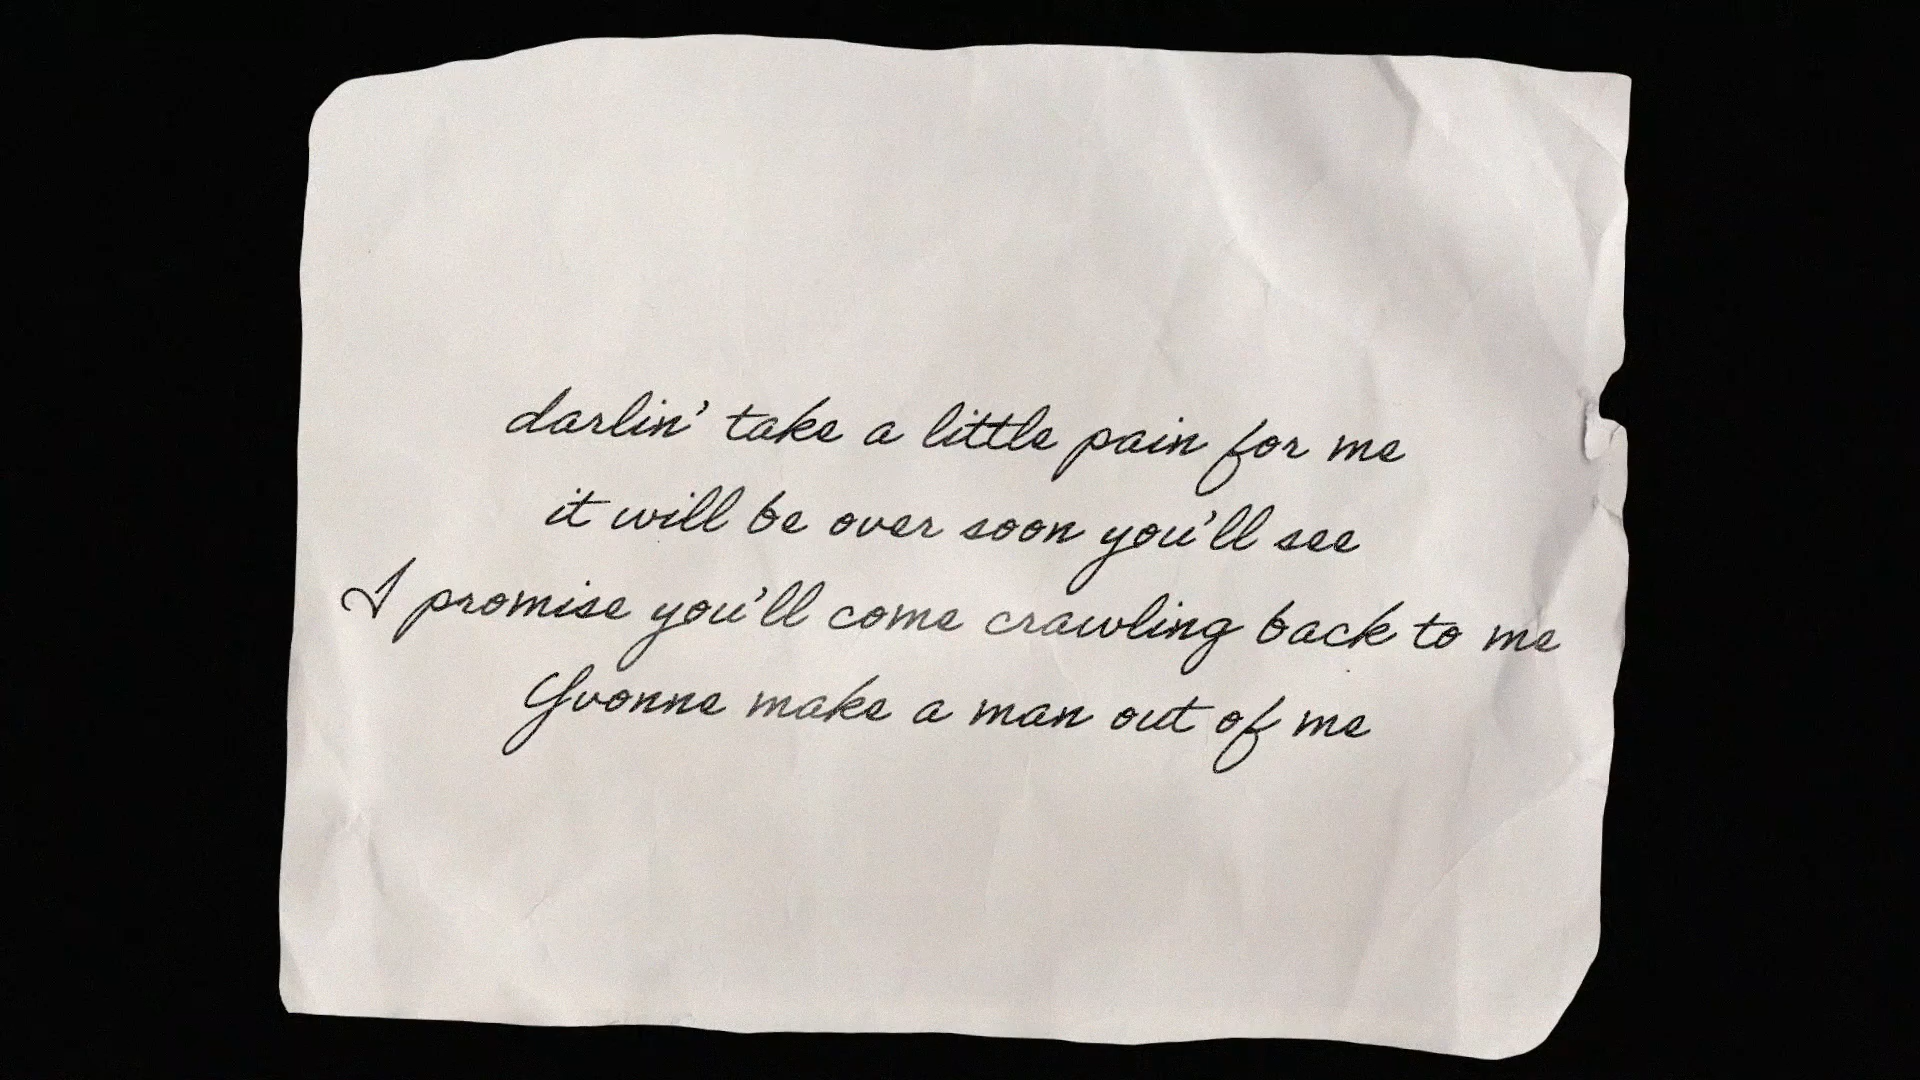 darlin' take a little pain for me
it will be over soon you'll see
I promise you'll come crawling back to me
Yvonne make a man out of me